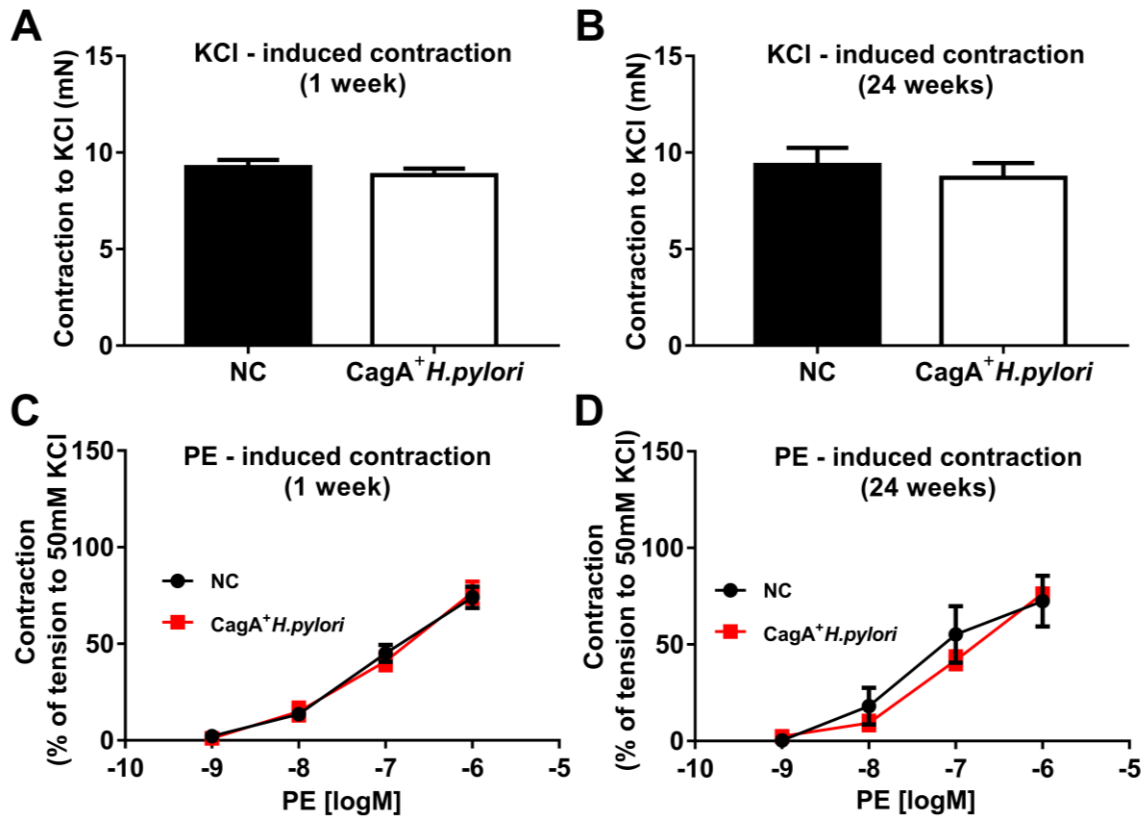 A
KCl - induced contraction
(1 week)
Contraction to KCl (mN)
15
10
5
0
NC
CagA⁺H.pylori
B
KCl - induced contraction
(24 weeks)
Contraction to KCl (mN)
15
10
5
0
NC
CagA⁺H.pylori
C
PE - induced contraction
(1 week)
Contraction
(% of tension to 50mM KCl)
150
100
50
0
NC
CagA⁺H.pylori
-10 -9 -8 -7 -6 -5
PE [logM]
D
PE - induced contraction
(24 weeks)
Contraction
(% of tension to 50mM KCl)
150
100
50
0
NC
CagA⁺H.pylori
-10 -9 -8 -7 -6 -5
PE [logM]